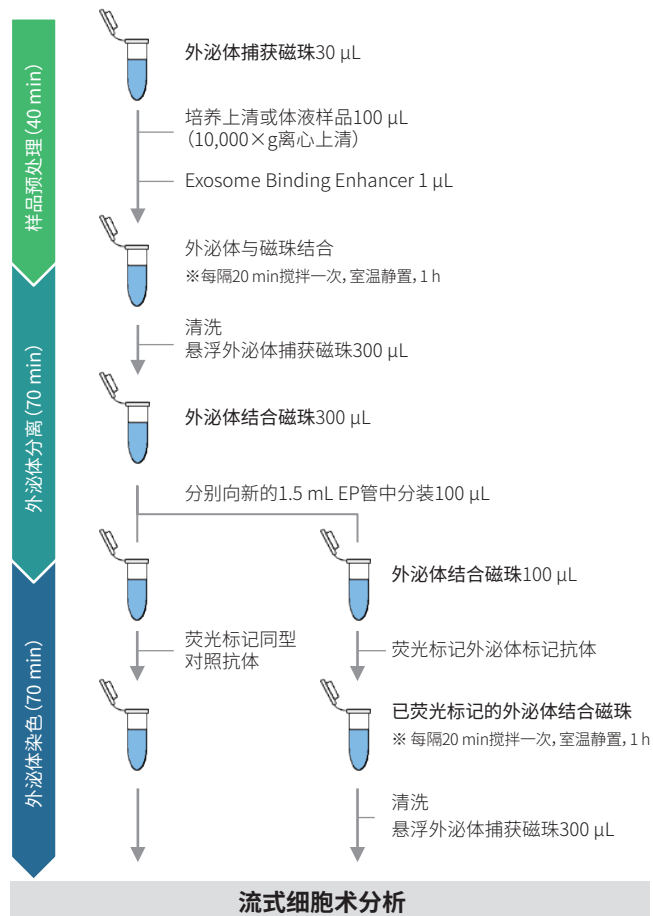 样品预处理 (40 min)
外泌体捕获磁珠30 μL
培养上清或体液样品100 μL
（10,000×g离心上清）
Exosome Binding Enhancer 1 μL
外泌体与磁珠结合
※每隔20 min搅拌一次，室温静置，1 h
外泌体分离 (70 min)
清洗
悬浮外泌体捕获磁珠300 μL
外泌体结合磁珠300 μL
分别向新的1.5 mL EP管中分装100 μL
外泌体染色 (70 min)
外泌体结合磁珠100 μL
荧光标记同型
对照抗体
荧光标记外泌体标记抗体
已荧光标记的外泌体结合磁珠
※ 每隔20 min搅拌一次，室温静置，1 h
清洗
悬浮外泌体捕获磁珠300 μL
流式细胞术分析